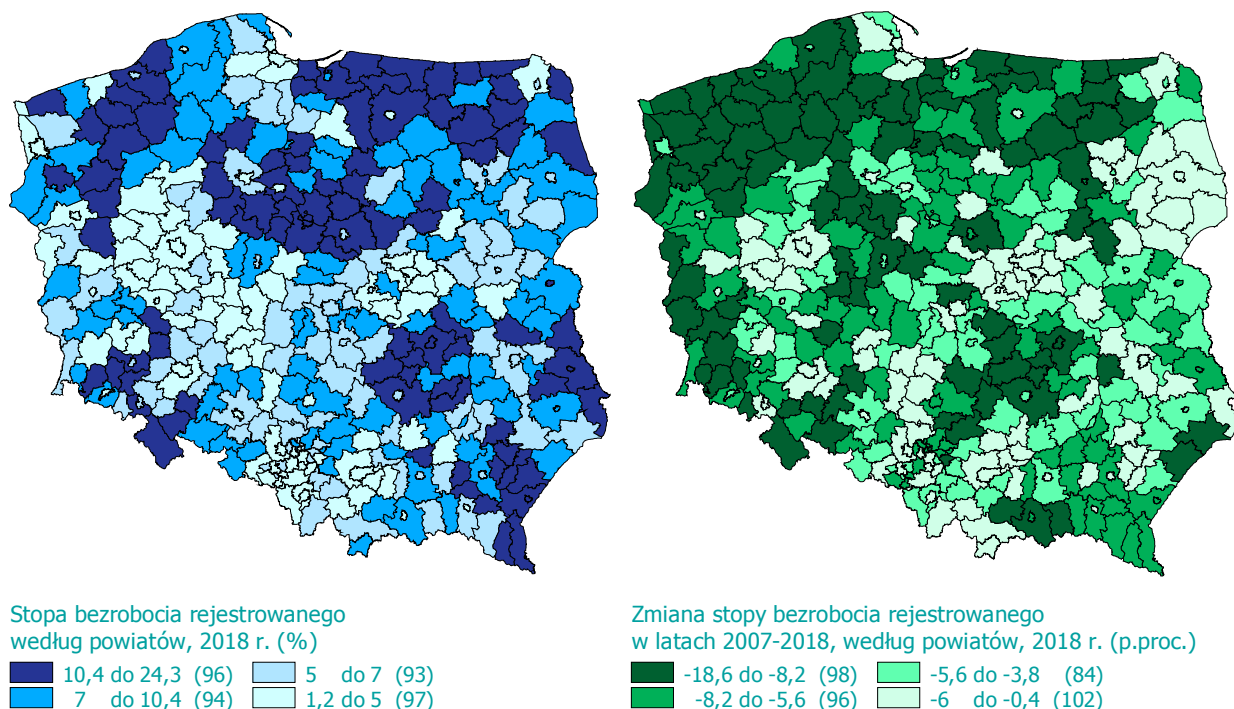 Stopa bezrobocia rejestrowanego
według powiatów, 2018 r. (%)
10,4 do 24,3 (96)
7 do 10,4 (94)
5 do 7 (93)
1,2 do 5 (97)
Zmiana stopy bezrobocia rejestrowanego
w latach 2007-2018, według powiatów, 2018 r. (p.proc.)
-18,6 do -8,2 (98)
-8,2 do -5,6 (96)
-5,6 do -3,8 (84)
-6 do -0,4 (102)